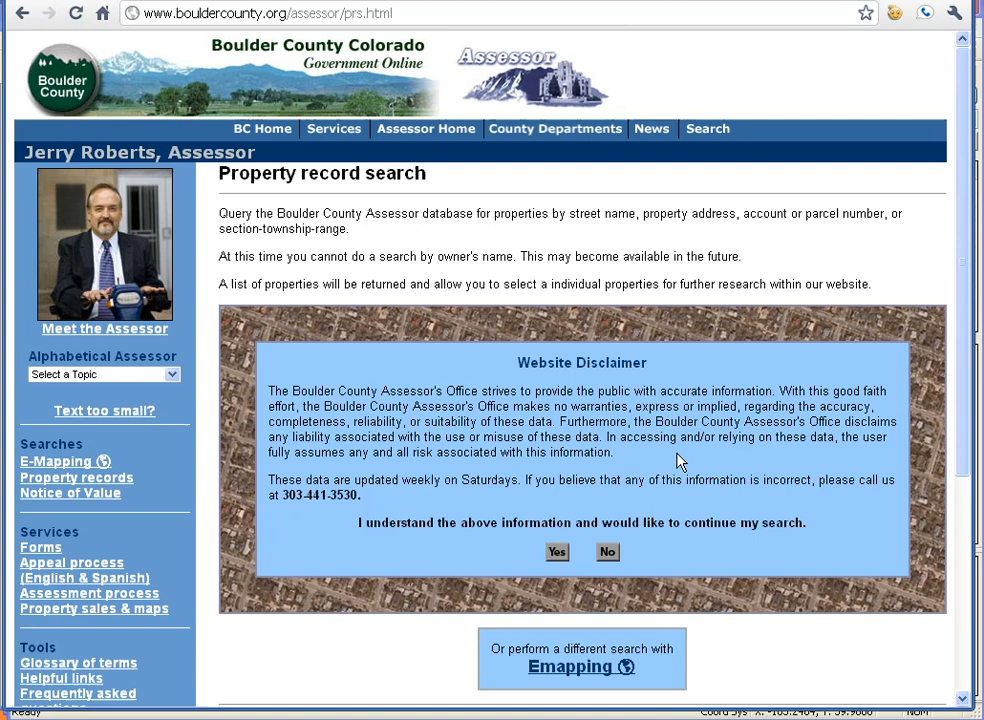 www.bouldercounty.org/assessor/prs.html
Boulder County Colorado
Government Online
Assessor
Boulder
County
BC Home Services Assessor Home County Departments News Search
Jerry Roberts, Assessor
Property record search
Query the Boulder County Assessor database for properties by street name, property address, account or parcel number, or
section-township-range.
At this time you cannot do a search by owner's name. This may become available in the future.
A list of properties will be returned and allow you to select a individual properties for further research within our website.
Meet the Assessor
Alphabetical Assessor
Select a Topic
Text too small?
Searches
E-Mapping
Property records
Notice of Value
Services
Forms
Appeal process
(English & Spanish)
Assessment process
Property sales & maps
Tools
Glossary of terms
Helpful links
Frequently asked
questions
Website Disclaimer
The Boulder County Assessor's Office strives to provide the public with accurate information. With this good faith
effort, the Boulder County Assessor's Office makes no warranties, express or implied, regarding the accuracy,
completeness, reliability, or suitability of these data. Furthermore, the Boulder County Assessor's Office disclaims
any liability associated with the use or misuse of these data. In accessing and/or relying on these data, the user
fully assumes any and all risk associated with this information.
These data are updated weekly on Saturdays. If you believe that any of this information is incorrect, please call us
at 303-441-3530.
I understand the above information and would like to continue my search.
Yes No
Or perform a different search with
Emapping
Ready
Coord Sys
NUM